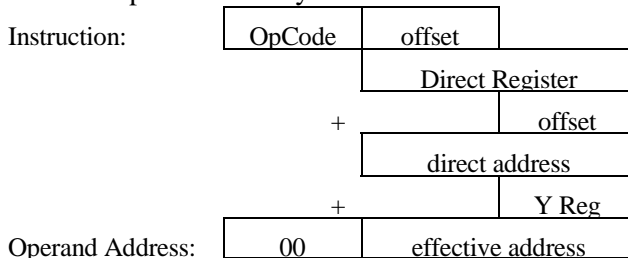 Instruction: OpCode offset
Direct Register
+ offset
direct address
+ Y Reg
Operand Address: 00 effective address